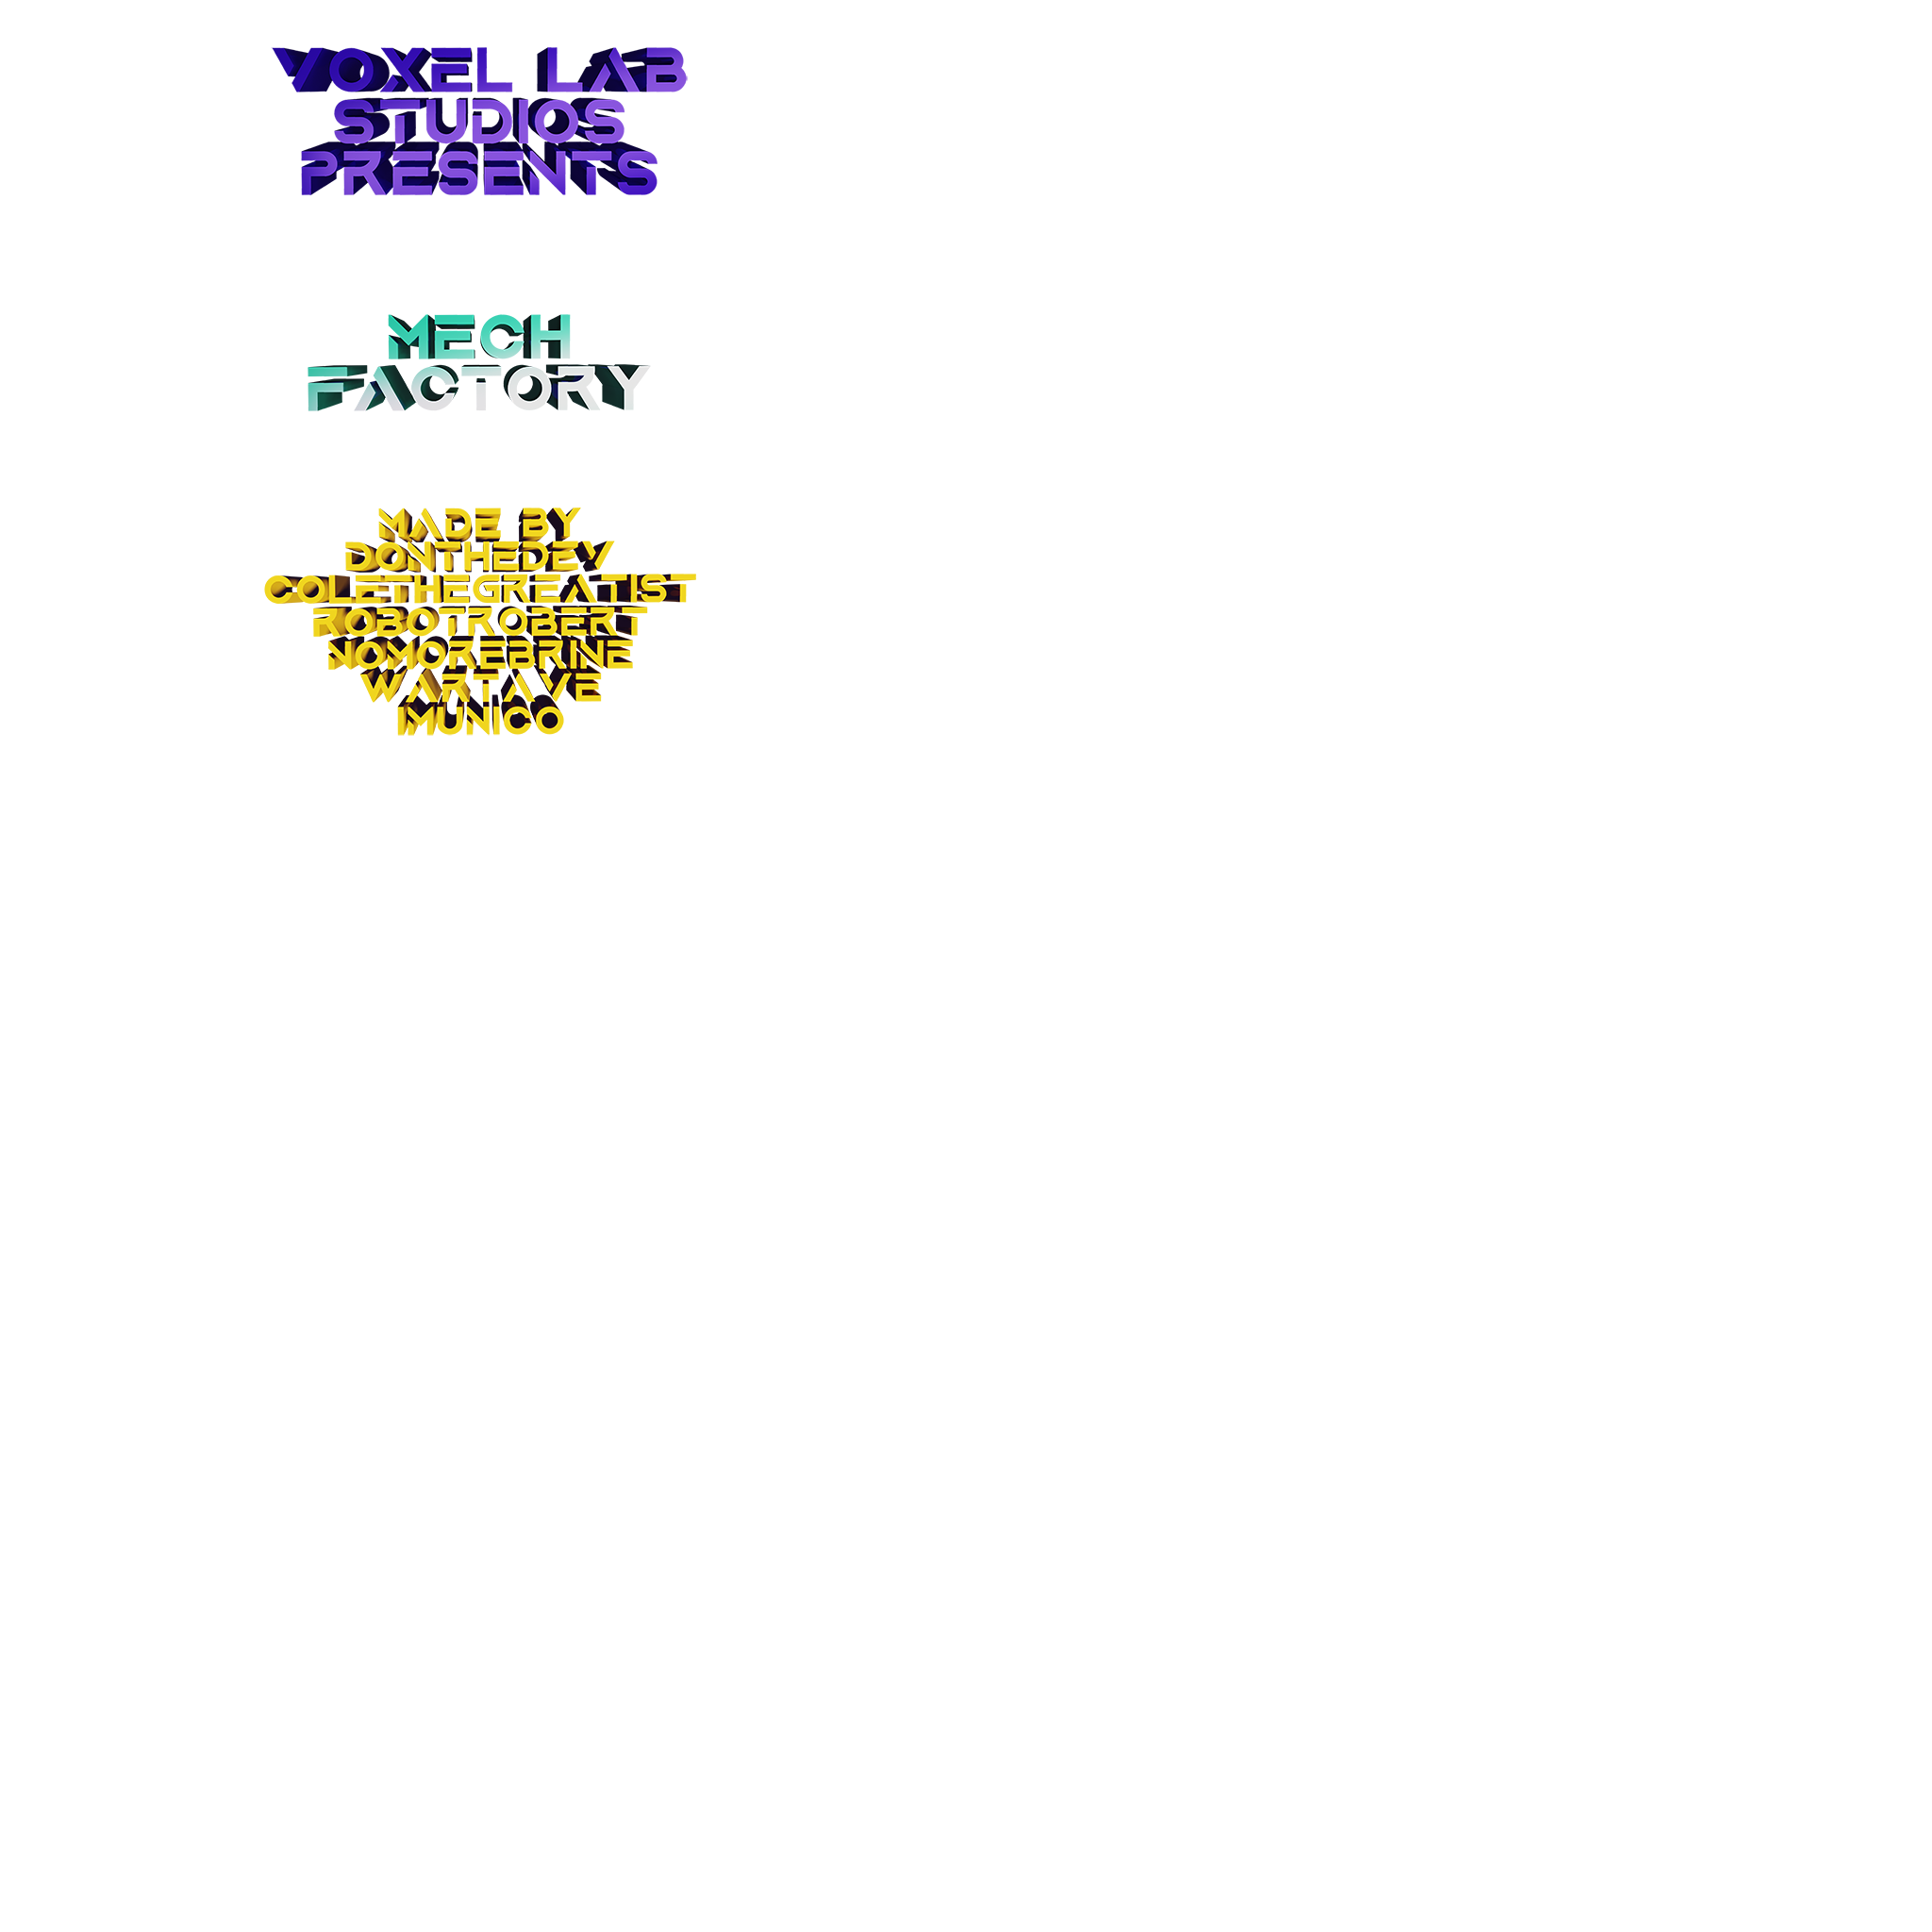 VOXEL LAB
STUDIOS
PRESENTS
MECH
FACTORY
MADE BY
DONTHEDEV
COLETHEGREATIST
ROBOTROBERT
NOMOREBRINE
WARTAVE
IMUNICO